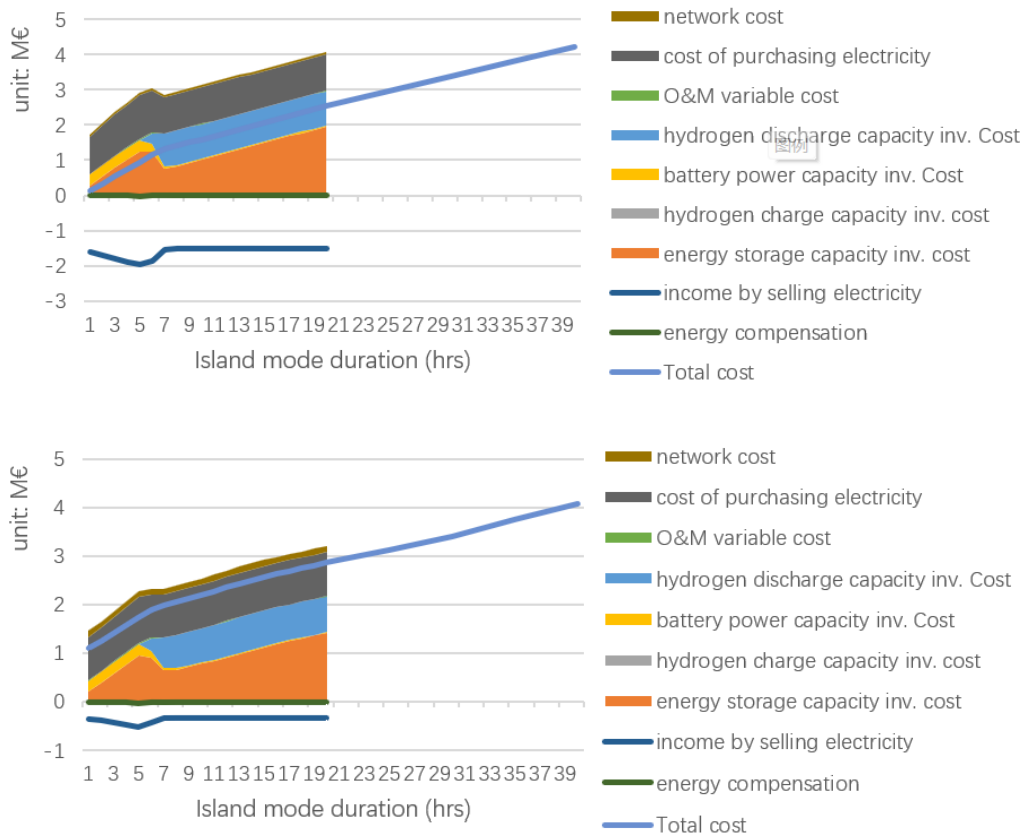 unit: M€
5
4
3
2
1
0
-1
-2
-3
1 3 5 7 9 11 13 15 17 19 21 23 25 27 29 31 33 35 37 39
Island mode duration (hrs)
network cost
cost of purchasing electricity
O&M variable cost
hydrogen discharge capacity inv. Cost
图例
battery power capacity inv. Cost
hydrogen charge capacity inv. cost
energy storage capacity inv. cost
income by selling electricity
energy compensation
Total cost
unit: M€
5
4
3
2
1
0
-1
1 3 5 7 9 11 13 15 17 19 21 23 25 27 29 31 33 35 37 39
Island mode duration (hrs)
network cost
cost of purchasing electricity
O&M variable cost
hydrogen discharge capacity inv. Cost
battery power capacity inv. Cost
hydrogen charge capacity inv. cost
energy storage capacity inv. cost
income by selling electricity
energy compensation
Total cost